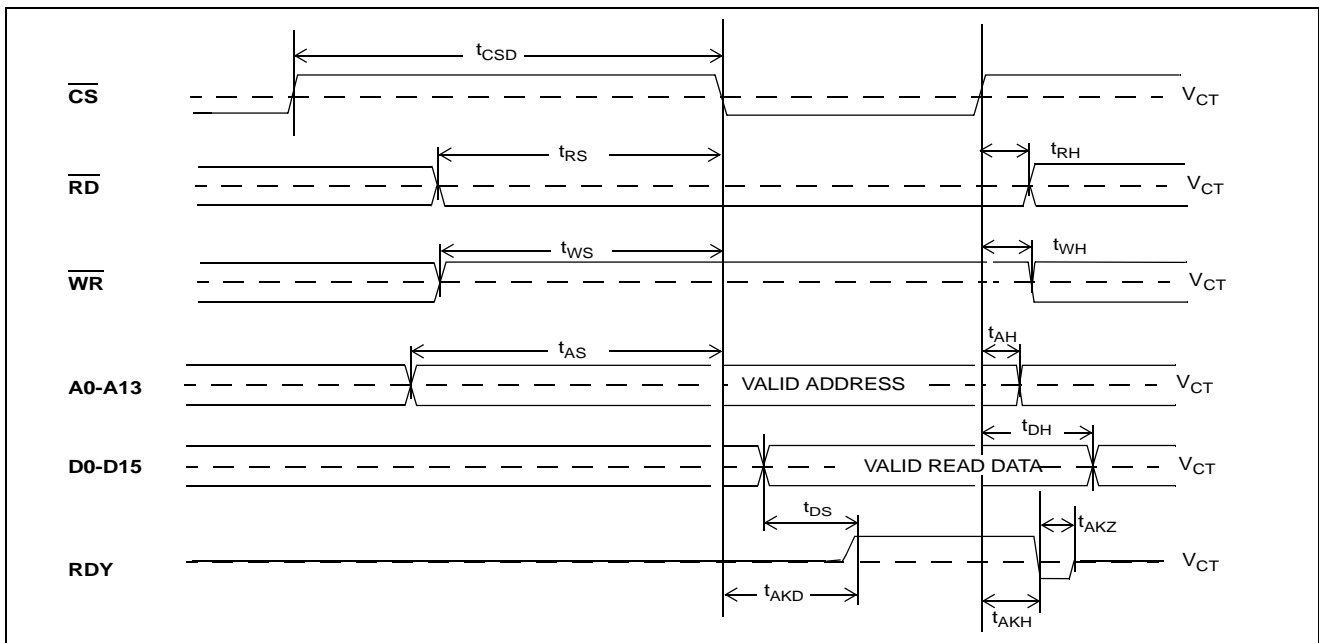 tCSD
CS
VCT
tRS
tRH
RD
VCT
tWS
tWH
WR
VCT
tAS
tAH
A0-A13
VALID ADDRESS
VCT
tDH
D0-D15
VALID READ DATA
VCT
tDS
tAKZ
RDY
VCT
tAKD
tAKH